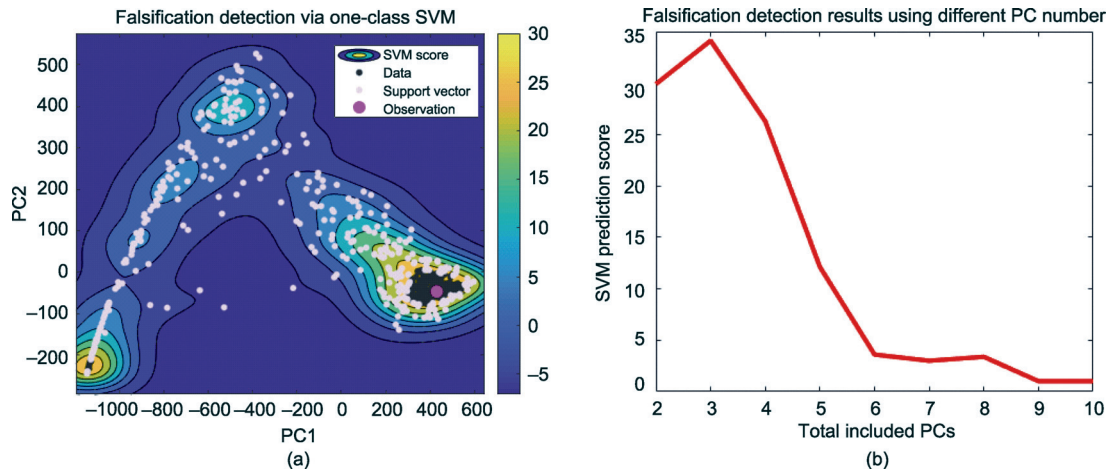 Falsification detection via one-class SVM
SVM score
Data
Support vector
Observation
500
400
300
200
100
0
–100
–200
PC2
–1000 –800 –600 –400 –200 0 200 400 600
PC1
30
25
20
15
10
5
0
–5
(a)
Falsification detection results using different PC number
35
30
25
20
15
10
5
0
SVM prediction score
2 3 4 5 6 7 8 9 10
Total included PCs
(b)